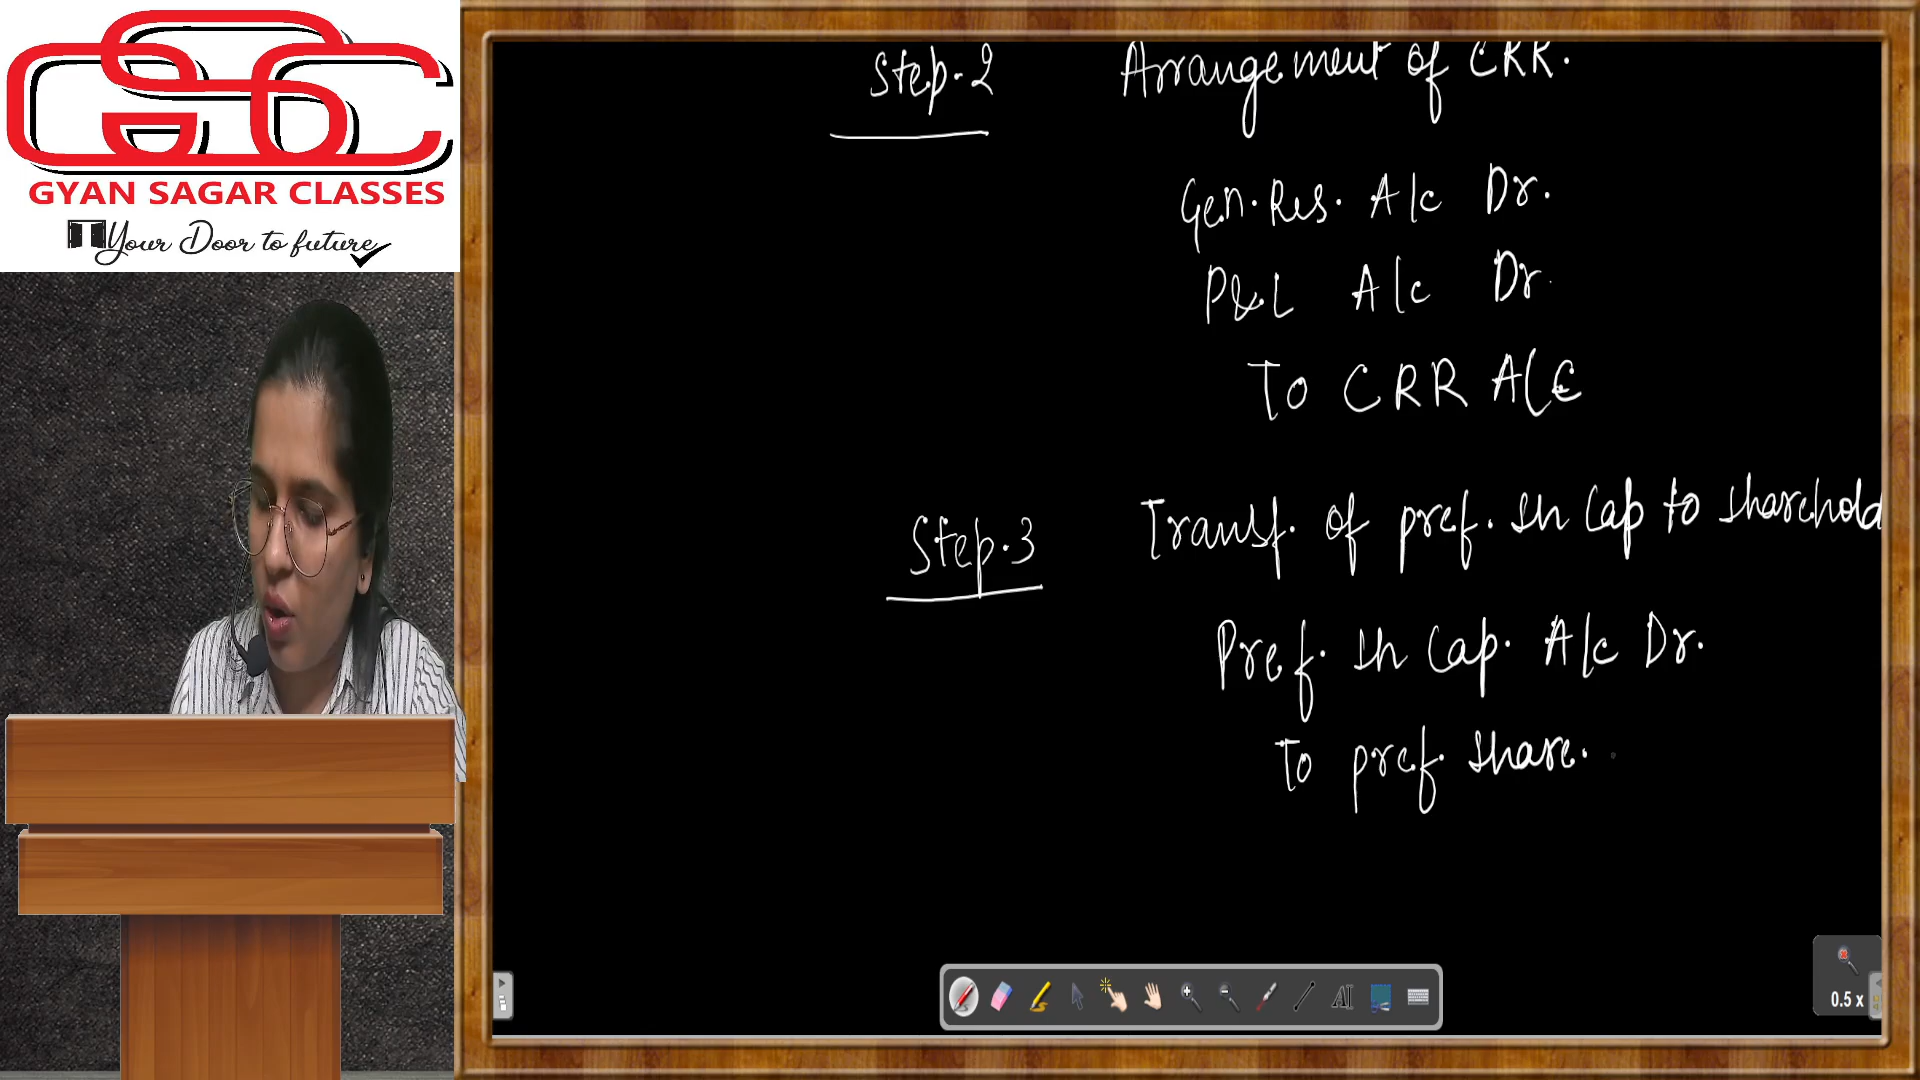 GSC
GYAN SAGAR CLASSES
Your Door to future
Step.2 Arrangement of CRR.
Gen. Res. A/c Dr.
P&L A/c Dr.
To CRR A/c
Step.3 Transf. of pref. Sh Cap to Sharehold
Pref. Sh Cap. A/c Dr.
To pref. Share.
0.5 x